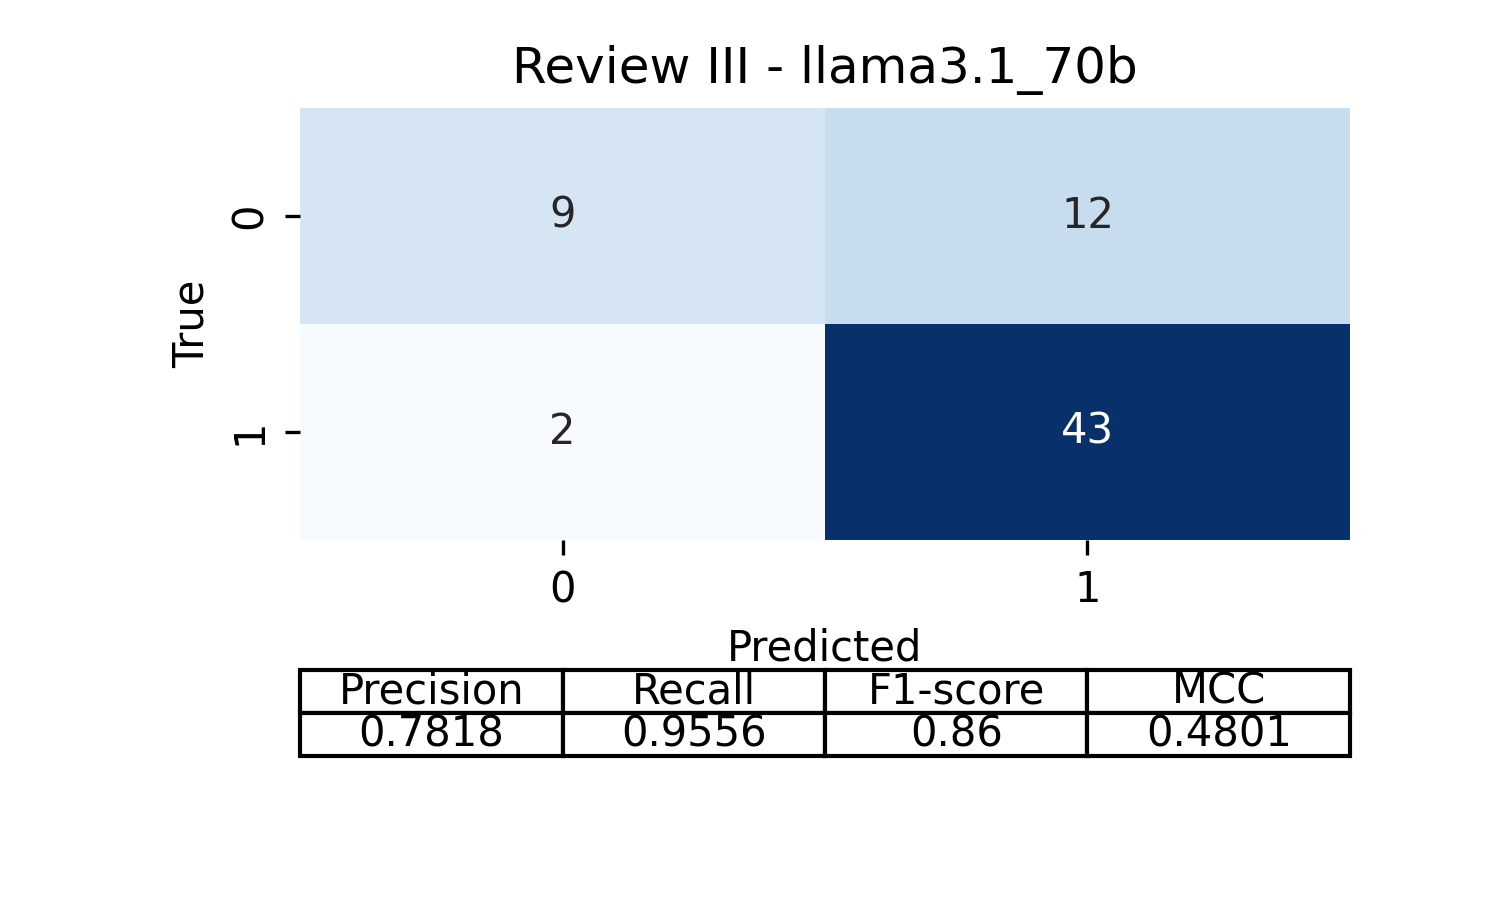 Review III - llama3.1_70b
0 9 12
True
1 2 43
0 1
Predicted
Precision Recall F1-score MCC
0.7818 0.9556 0.86 0.4801